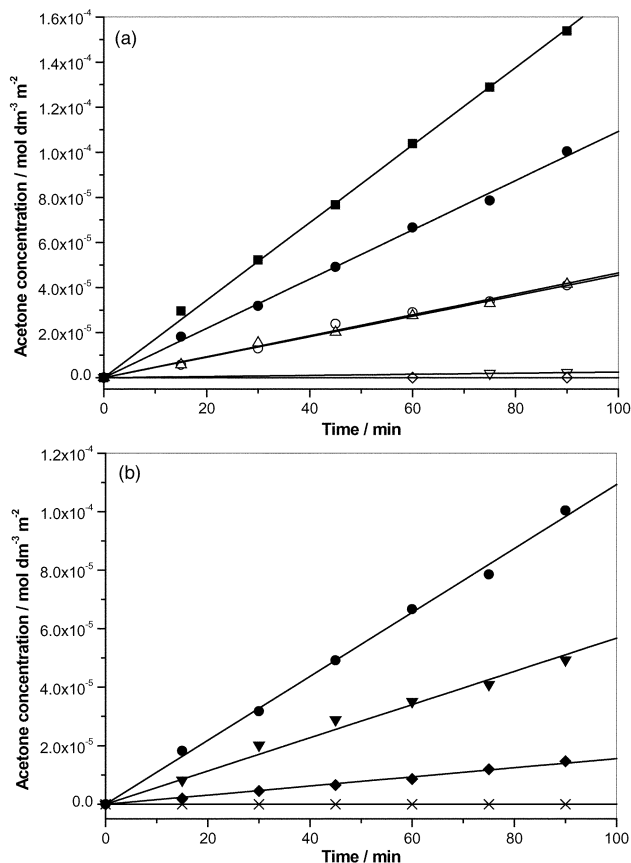 (a)
1.6x10-4
1.4x10-4
1.2x10-4
1.0x10-4
8.0x10-5
6.0x10-5
4.0x10-5
2.0x10-5
0.0
Acetone concentration / mol dm-3 m-2
0 20 40 60 80 100
Time / min
(b)
1.2x10-4
1.0x10-4
8.0x10-5
6.0x10-5
4.0x10-5
2.0x10-5
0.0
Acetone concentration / mol dm-3 m-2
0 20 40 60 80 100
Time / min